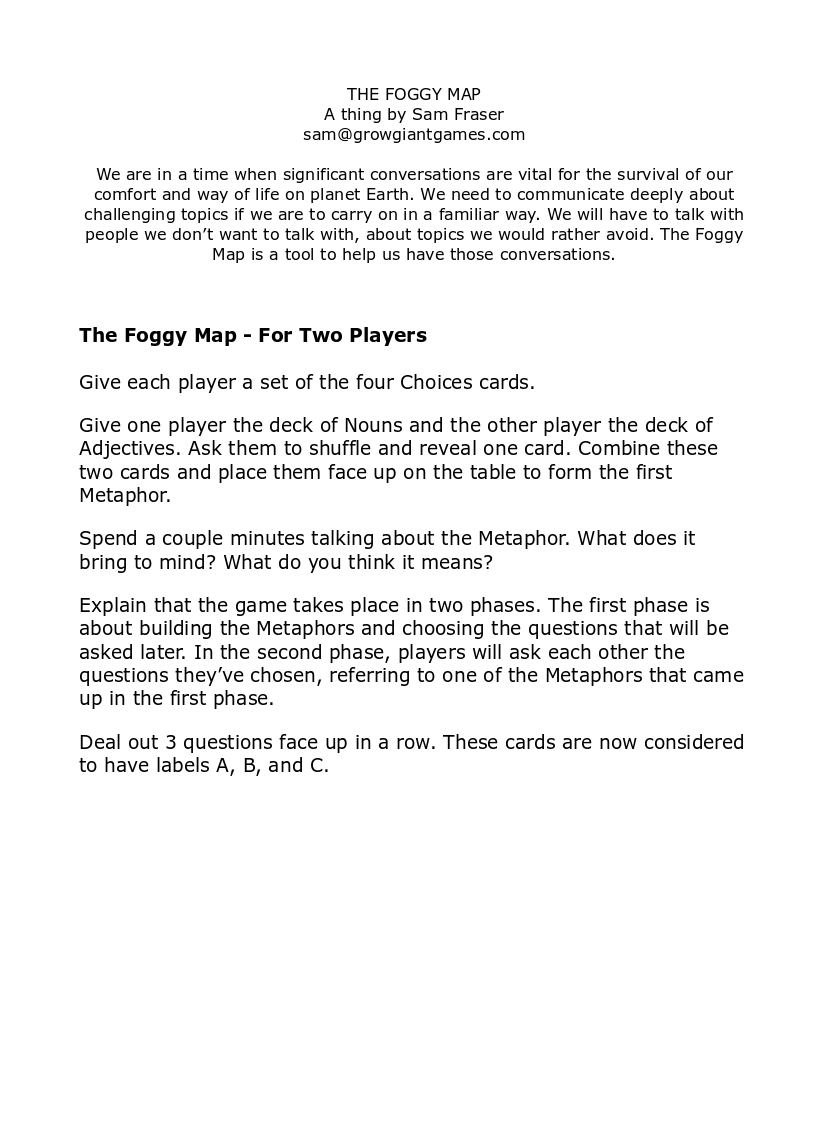 THE FOGGY MAP
A thing by Sam Fraser
sam@growgiantgames.com
We are in a time when significant conversations are vital for the survival of our
comfort and way of life on planet Earth. We need to communicate deeply about
challenging topics if we are to carry on in a familiar way. We will have to talk with
people we don’t want to talk with, about topics we would rather avoid. The Foggy
Map is a tool to help us have those conversations.
The Foggy Map – For Two Players
Give each player a set of the four Choices cards.
Give one player the deck of Nouns and the other player the deck of
Adjectives. Ask them to shuffle and reveal one card. Combine these
two cards and place them face up on the table to form the first
Metaphor.
Spend a couple minutes talking about the Metaphor. What does it
bring to mind? What do you think it means?
Explain that the game takes place in two phases. The first phase is
about building the Metaphors and choosing the questions that will be
asked later. In the second phase, players will ask each other the
questions they’ve chosen, referring to one of the Metaphors that came
up in the first phase.
Deal out 3 questions face up in a row. These cards are now considered
to have labels A, B, and C.